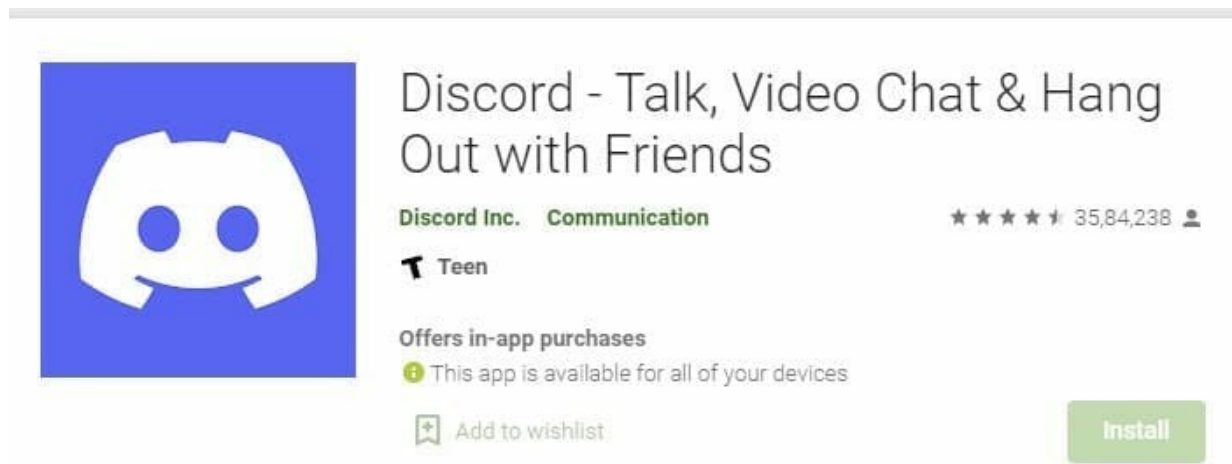 Discord - Talk, Video Chat & Hang
Out with Friends
Discord Inc. Communication 35,84,238
T Teen
Offers in-app purchases
This app is available for all of your devices
Add to wishlist
Install